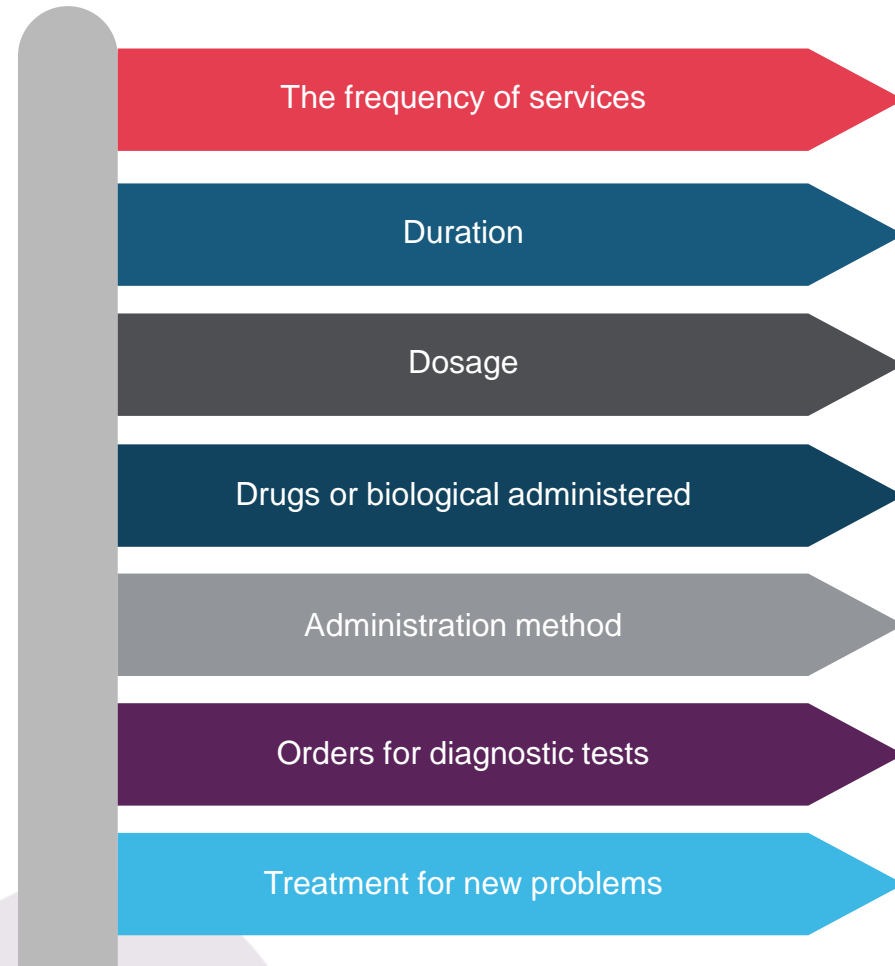 The frequency of services
Duration
Dosage
Drugs or biological administered
Administration method
Orders for diagnostic tests
Treatment for new problems